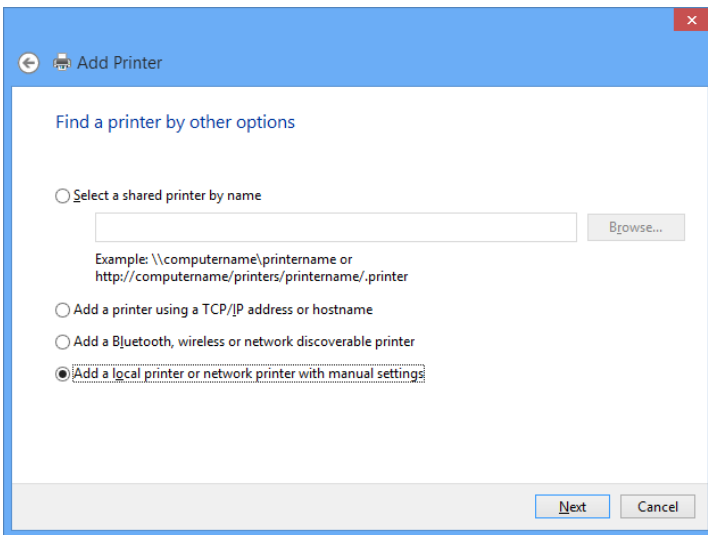 Add Printer
Find a printer by other options
Select a shared printer by name
Browse...
Example: \\computername\printername or
http://computername/printers/printername/.printer
Add a printer using a TCP/IP address or hostname
Add a Bluetooth, wireless or network discoverable printer
Add a local printer or network printer with manual settings
Next
Cancel